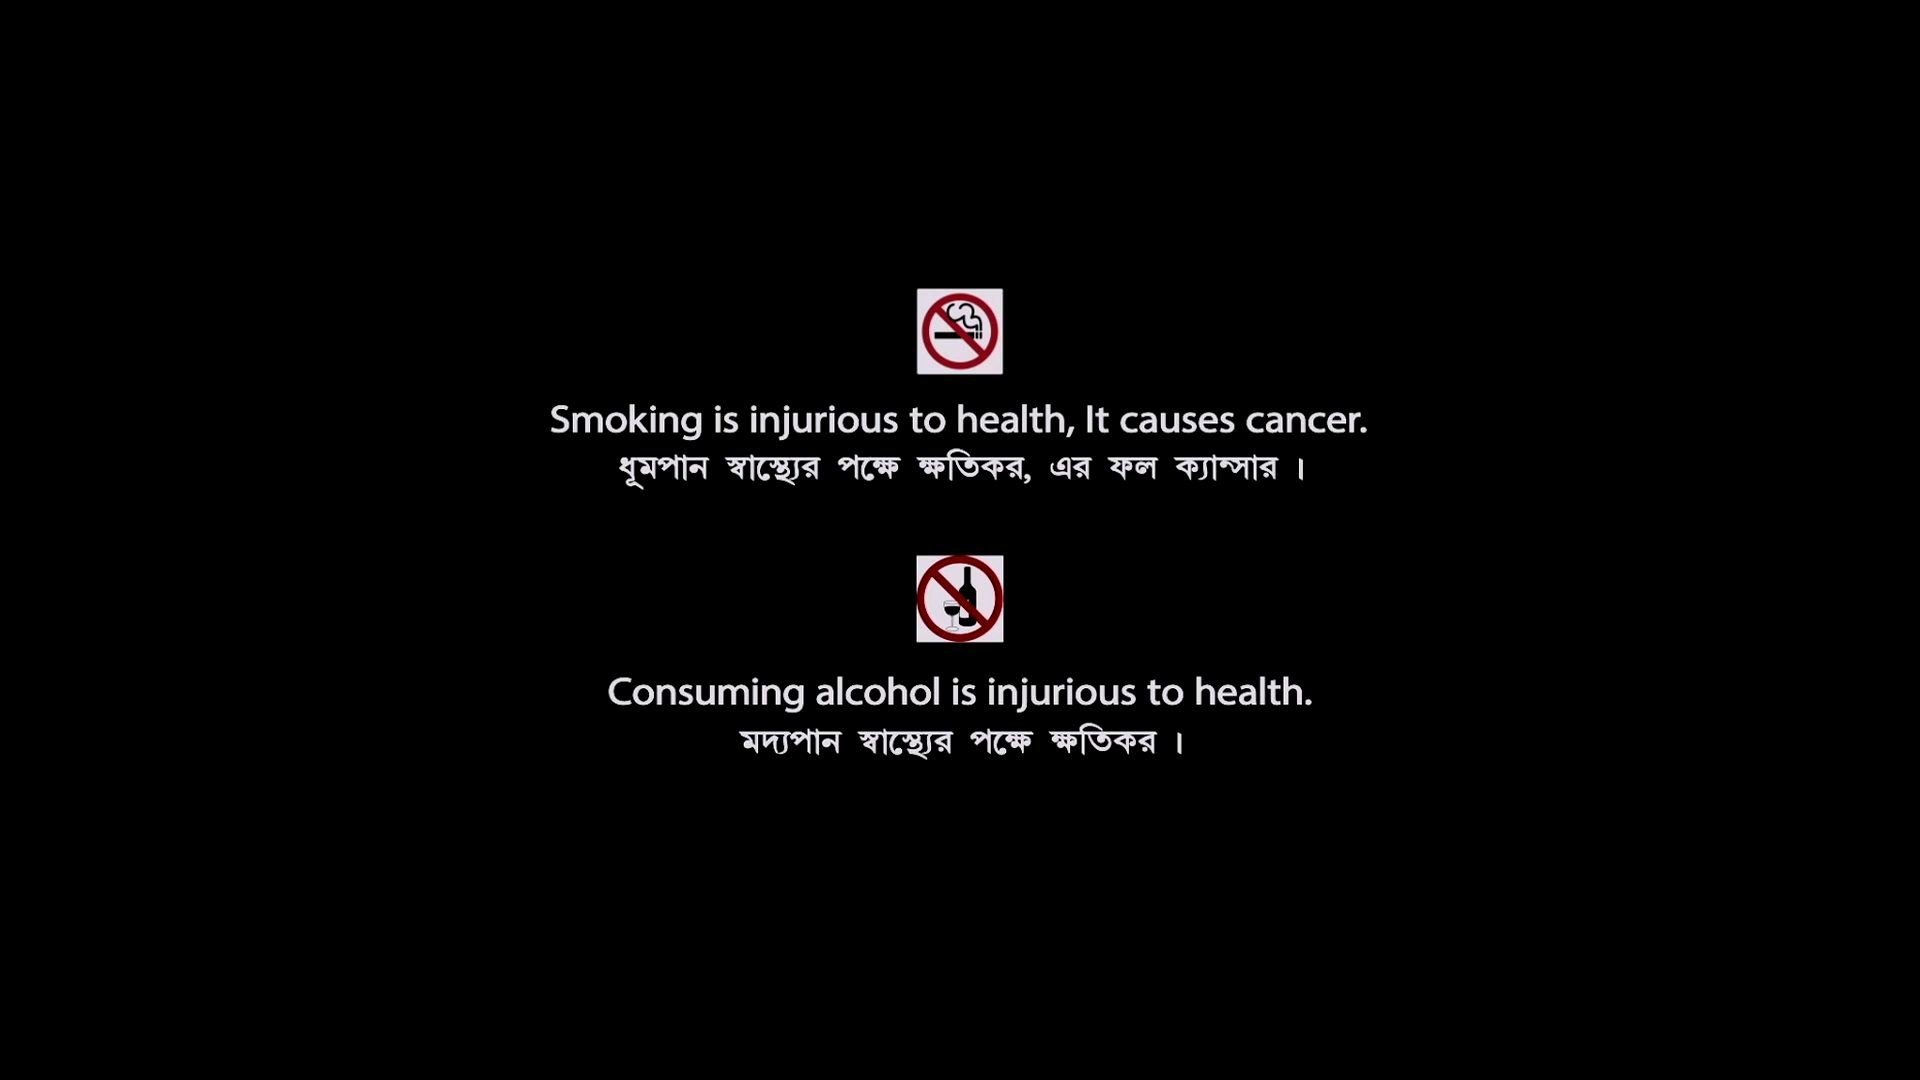 Smoking is injurious to health, It causes cancer.
ধূমপান স্বাস্থ্যের পক্ষে ক্ষতিকর, এর ফল ক্যান্সার ।
Consuming alcohol is injurious to health.
মদ্যপান স্বাস্থ্যের পক্ষে ক্ষতিকর ।